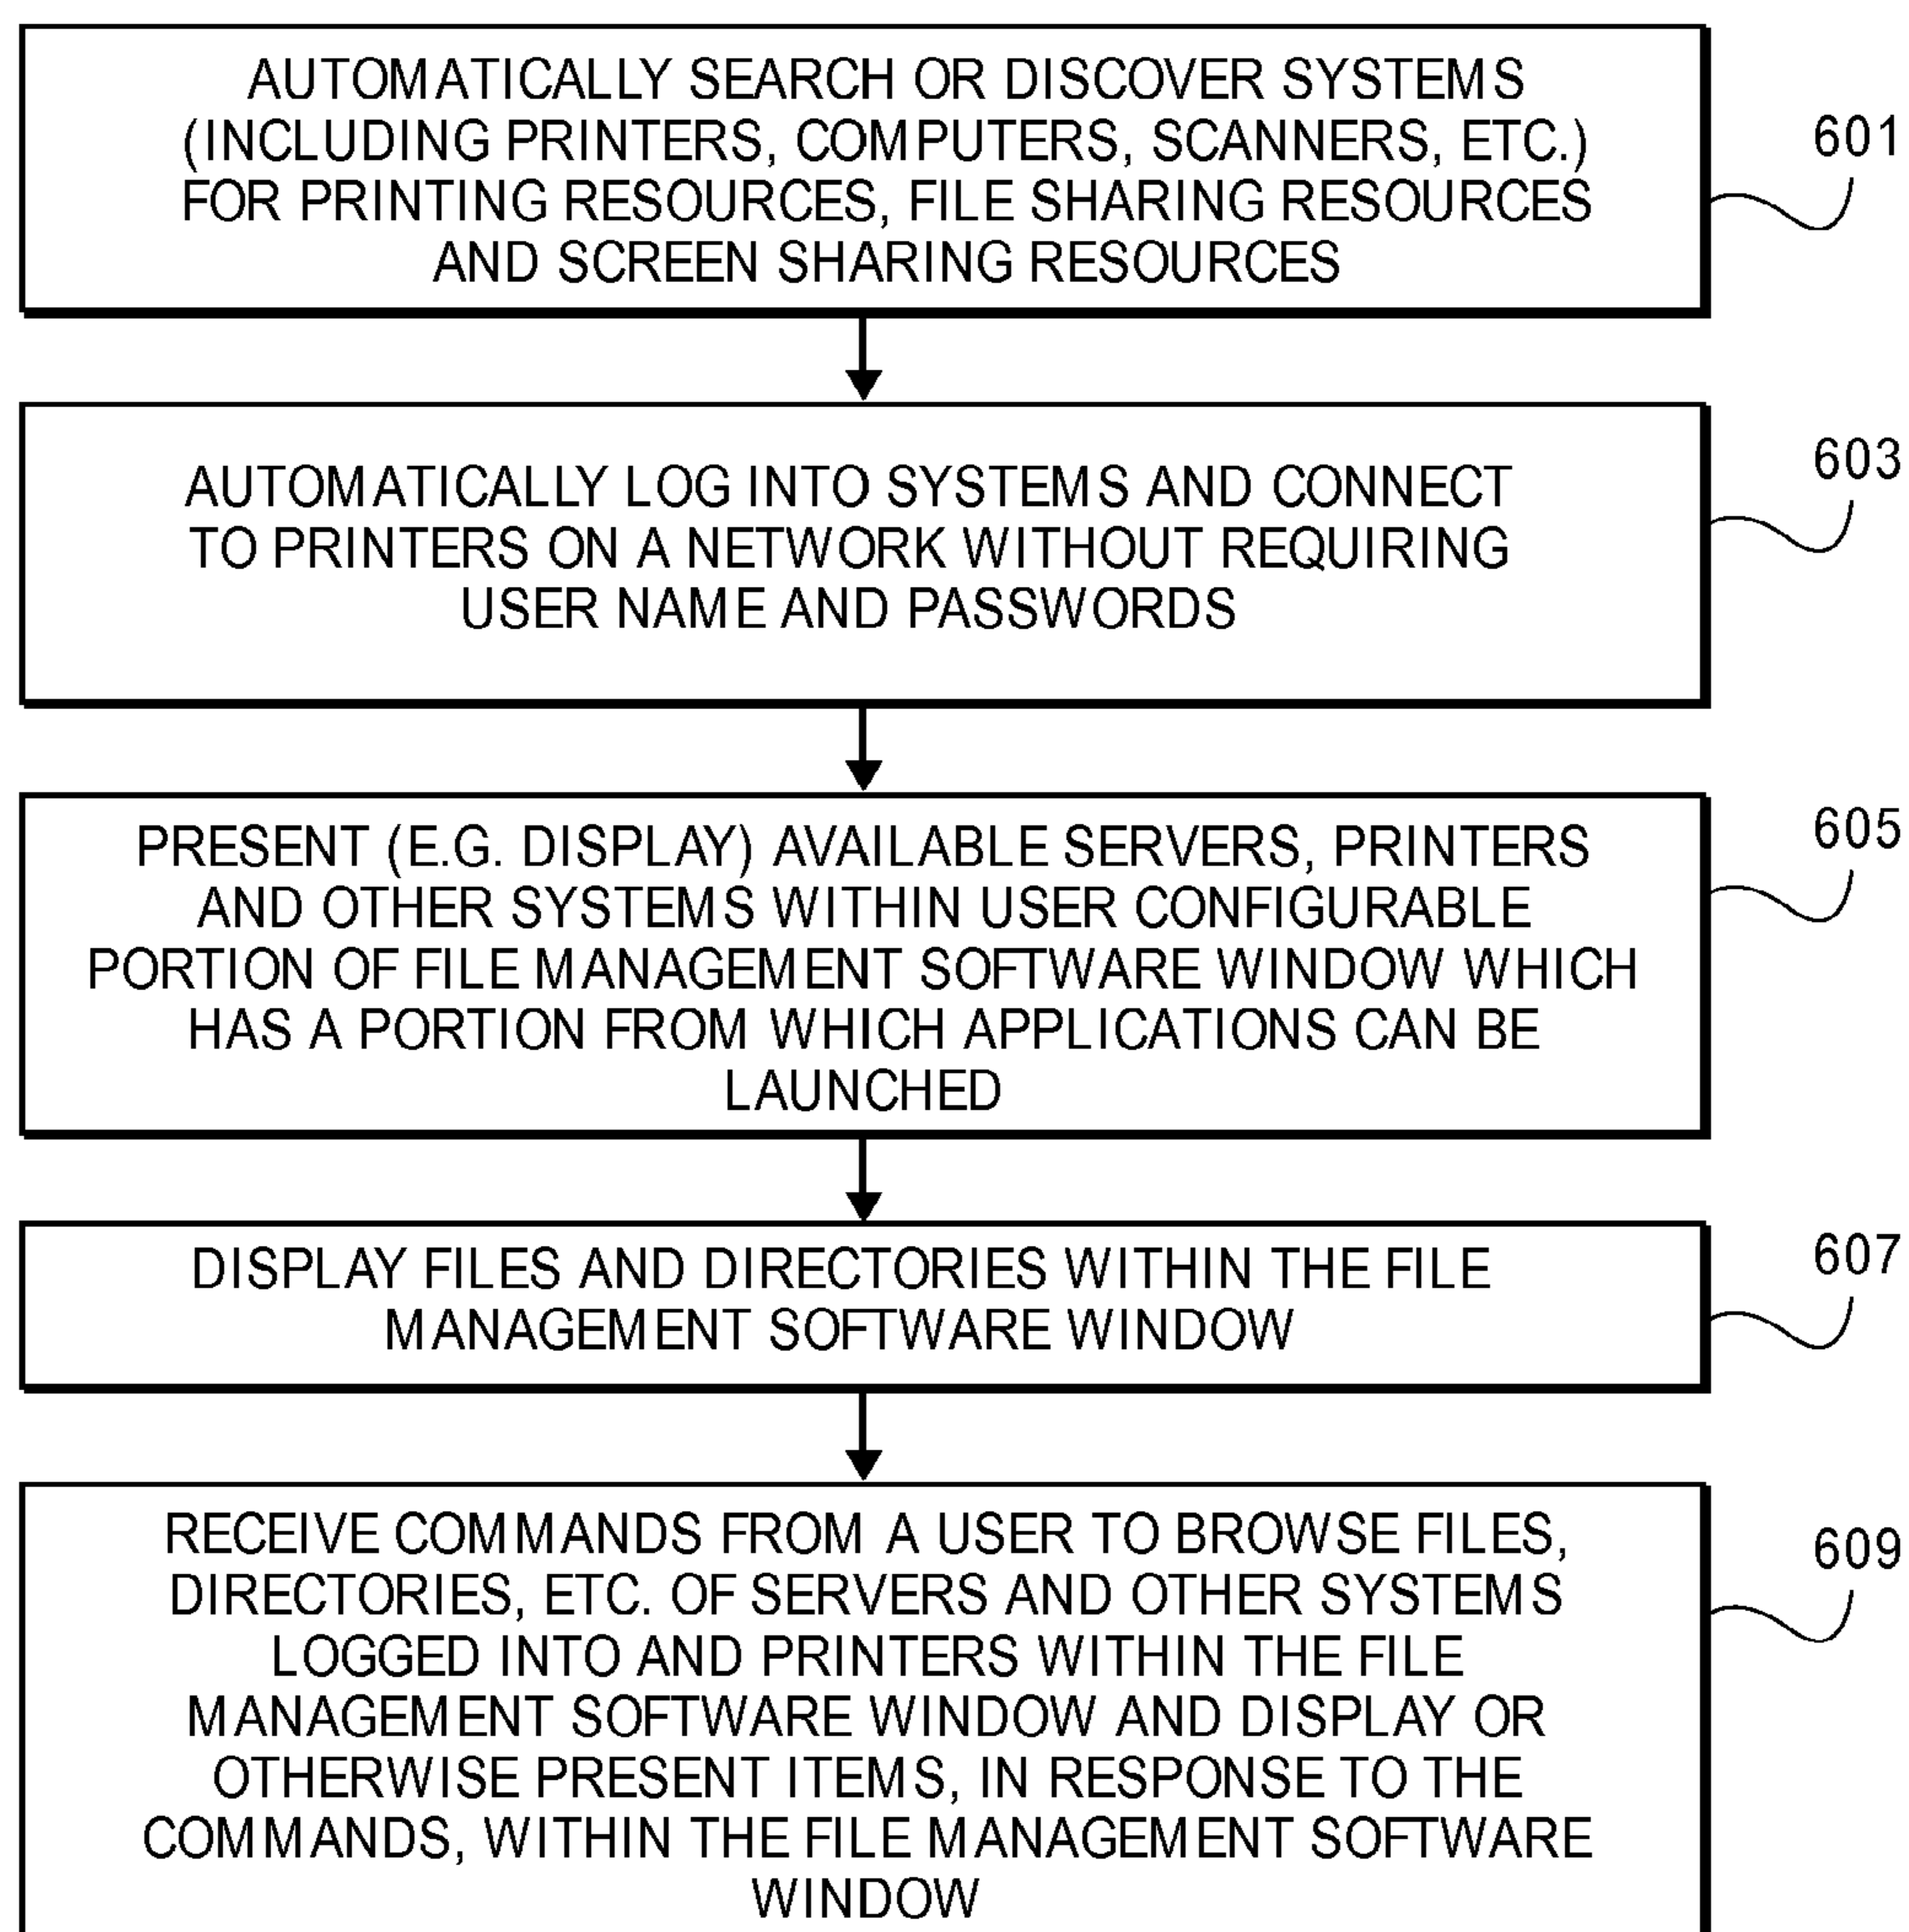 AUTOMATICALLY SEARCH OR DISCOVER SYSTEMS
(INCLUDING PRINTERS, COMPUTERS, SCANNERS, ETC.)
FOR PRINTING RESOURCES, FILE SHARING RESOURCES
AND SCREEN SHARING RESOURCES
601
AUTOMATICALLY LOG INTO SYSTEMS AND CONNECT
TO PRINTERS ON A NETWORK WITHOUT REQUIRING
USER NAME AND PASSWORDS
603
PRESENT (E.G. DISPLAY) AVAILABLE SERVERS, PRINTERS
AND OTHER SYSTEMS WITHIN USER CONFIGURABLE
PORTION OF FILE MANAGEMENT SOFTWARE WINDOW WHICH
HAS A PORTION FROM WHICH APPLICATIONS CAN BE
LAUNCHED
605
DISPLAY FILES AND DIRECTORIES WITHIN THE FILE
MANAGEMENT SOFTWARE WINDOW
607
RECEIVE COMMANDS FROM A USER TO BROWSE FILES,
DIRECTORIES, ETC. OF SERVERS AND OTHER SYSTEMS
LOGGED INTO AND PRINTERS WITHIN THE FILE
MANAGEMENT SOFTWARE WINDOW AND DISPLAY OR
OTHERWISE PRESENT ITEMS, IN RESPONSE TO THE
COMMANDS, WITHIN THE FILE MANAGEMENT SOFTWARE
WINDOW
609